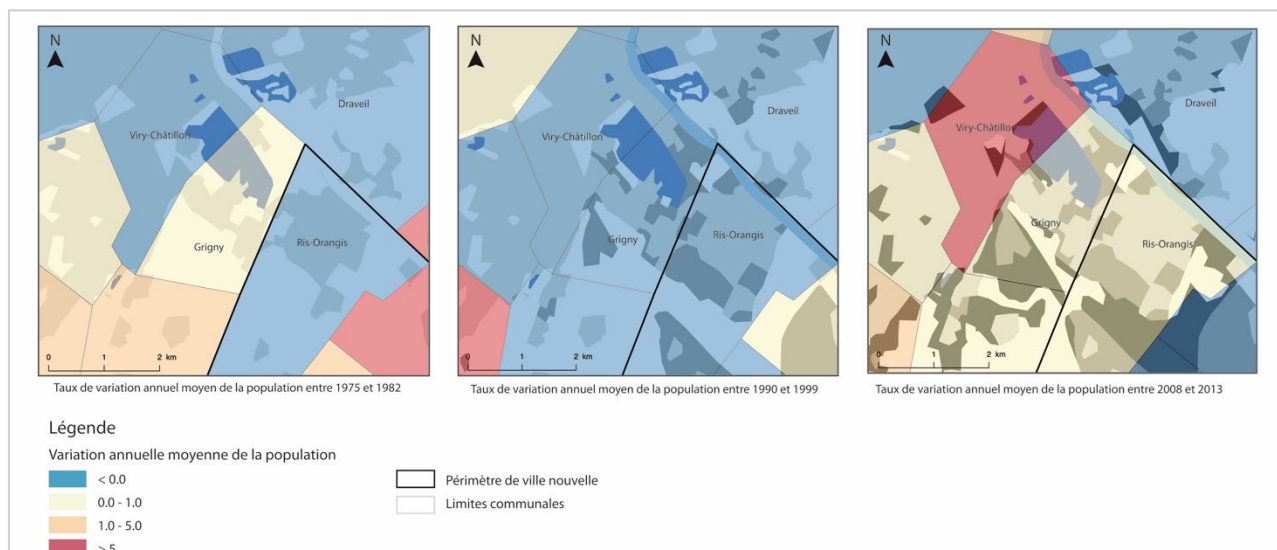 N
Draveil
Viry-Châtillon
Grigny
Ris-Orangis
0 1 2 km
Taux de variation annuel moyen de la population entre 1975 et 1982
N
Draveil
Viry-Châtillon
Grigny
Ris-Orangis
0 1 2 km
Taux de variation annuel moyen de la population entre 1990 et 1999
N
Draveil
Viry-Châtillon
Grigny
Ris-Orangis
0 1 2 km
Taux de variation annuel moyen de la population entre 2008 et 2013
Légende
Variation annuelle moyenne de la population
< 0.0
0.0 - 1.0
1.0 - 5.0
> 5
Périmètre de ville nouvelle
Limites communales